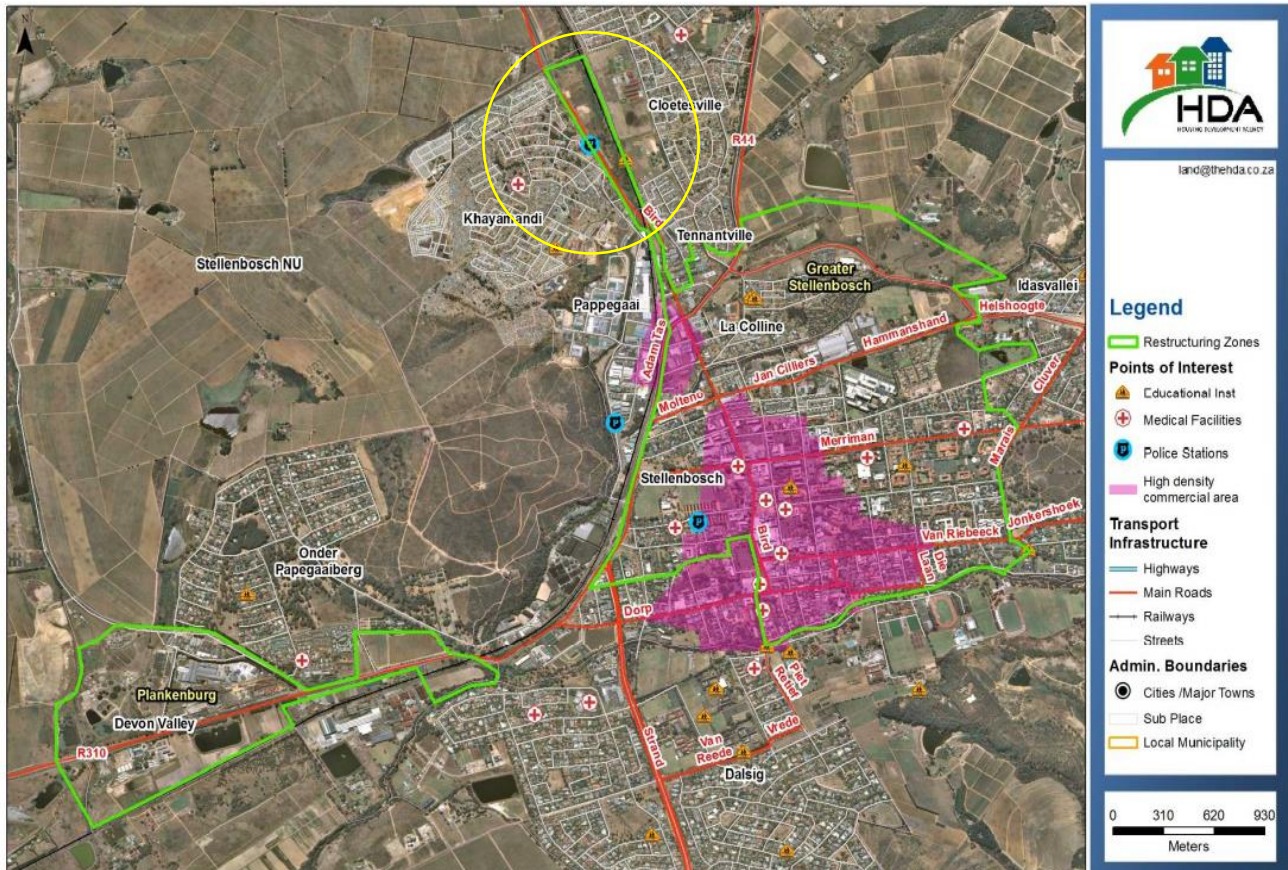 N
Cloetesville
R44
Khayamandi
Bird
Tennantville
Stellenbosch NU
Greater
Stellenbosch
Idasvallei
Pappegaai
Helshoogte
La Colline
Hammanshand
Adam Tas
Jan Cilliers
Cluver
Molteno
Merriman
Marais
Stellenbosch
Jonkershoek
Van Riebeeck
Bird
Die
Laan
Onder
Papegaaiberg
Dorp
Piet
Retief
Plankenburg
Devon Valley
Vrede
Van
Reede
R310
Strand
Dalsig
HDA
HOUSING DEVELOPMENT AGENCY
land@thehda.co.za
Legend
Restructuring Zones
Points of Interest
Educational Inst
Medical Facilities
P Police Stations
High density
commercial area
Transport
Infrastructure
Highways
Main Roads
Railways
Streets
Admin. Boundaries
Cities /Major Towns
Sub Place
Local Municipality
0 310 620 930
Meters